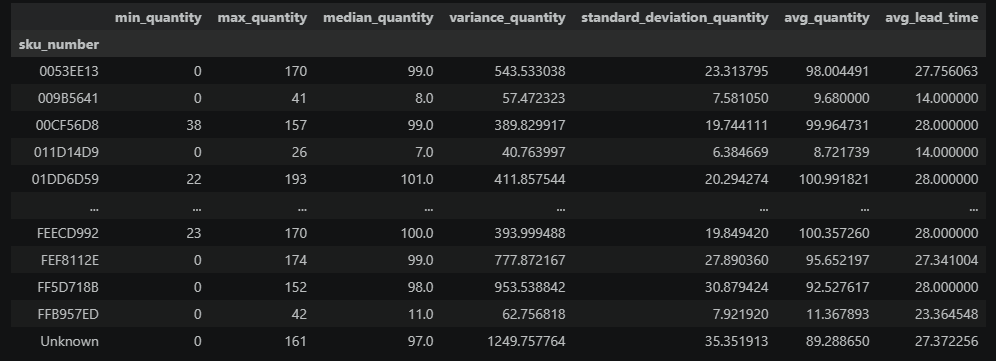 min_quantity max_quantity median_quantity variance_quantity standard_deviation_quantity avg_quantity avg_lead_time
sku_number
0053EE13 0 170 99.0 543.533038 23.313795 98.004491 27.756063
009B5641 0 41 8.0 57.472323 7.581050 9.680000 14.000000
00CF56D8 38 157 99.0 389.829917 19.744111 99.964731 28.000000
011D14D9 0 26 7.0 40.763997 6.384669 8.721739 14.000000
01DD6D59 22 193 101.0 411.857544 20.294274 100.991821 28.000000
... ... ... ... ... ... ... ...
FEECD992 23 170 100.0 393.999488 19.849420 100.357260 28.000000
FEF8112E 0 174 99.0 777.872167 27.890360 95.652197 27.341004
FF5D718B 0 152 98.0 953.538842 30.879424 92.527617 28.000000
FFB957ED 0 42 11.0 62.756818 7.921920 11.367893 23.364548
Unknown 0 161 97.0 1249.757764 35.351913 89.288650 27.372256